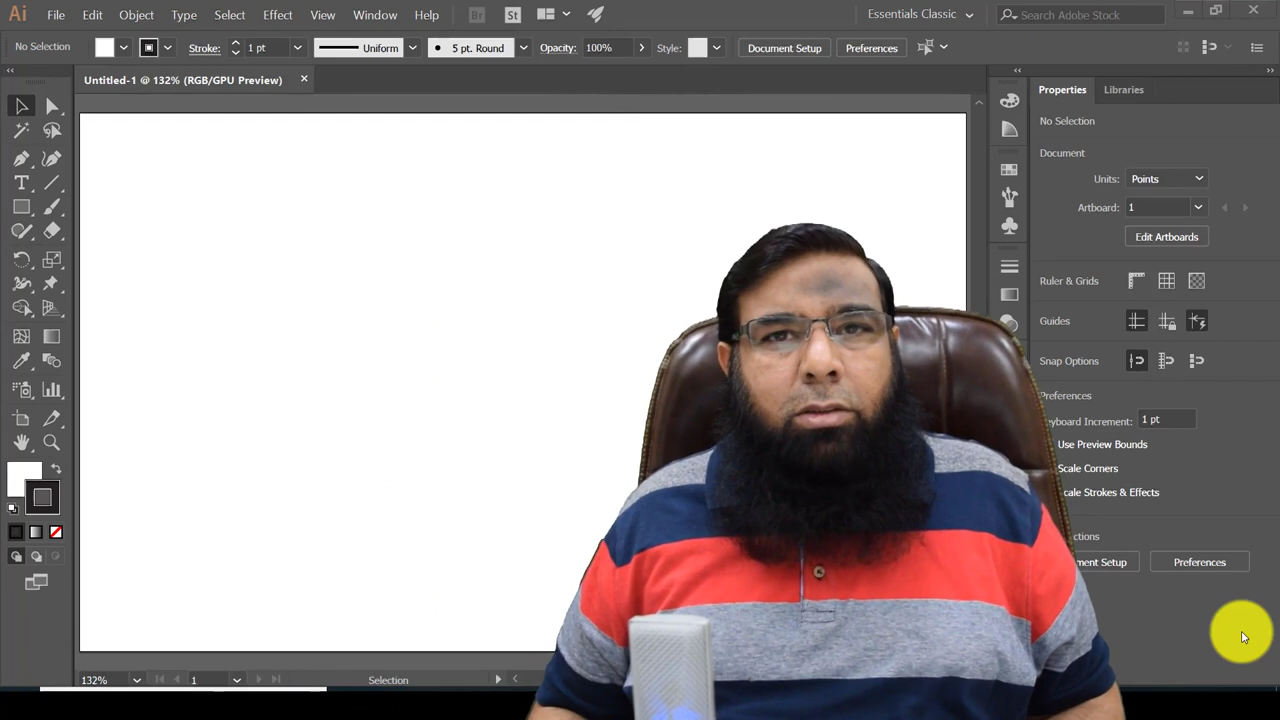 Ai File Edit Object Type Select Effect View Window Help Br St Essentials Classic Search Adobe Stock
No Selection Stroke: 1 pt Uniform 5 pt. Round Opacity: 100% Style: Document Setup Preferences
Untitled-1 @ 132% (RGB/GPU Preview)
Properties Libraries
No Selection
Document
Units: Points
Artboard: 1
Edit Artboards
Ruler & Grids
Guides
Snap Options
Preferences
eyboard Increment: 1 pt
Use Preview Bounds
Scale Corners
cale Strokes & Effects
ctions
ment Setup Preferences
132% 1 Selection